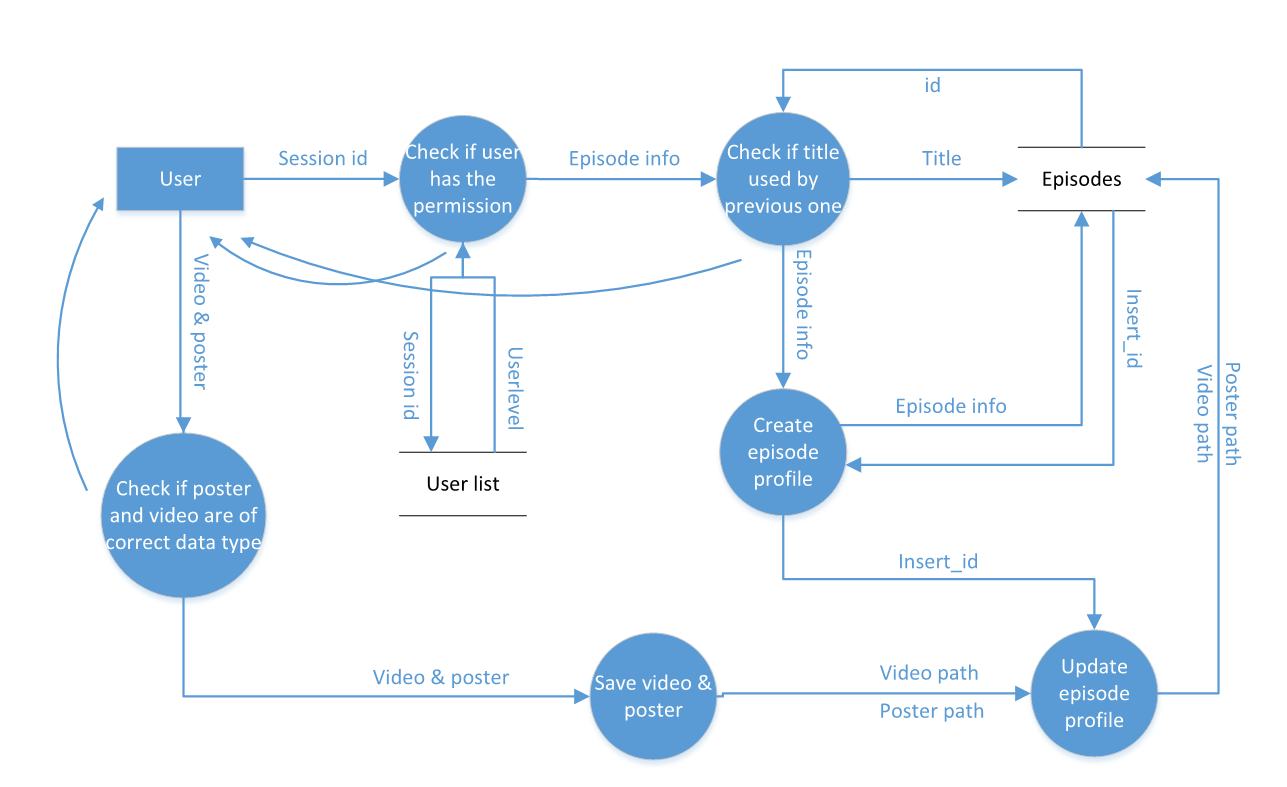 id
User
Session id
Check if user
has the
permission
Episode info
Check if title
used by
previous one
Title
Episodes
Video & poster
Session id
Userlevel
Episode info
Insert_id
Poster path
Video path
User list
Create
episode
profile
Episode info
Check if poster
and video are of
correct data type
Insert_id
Video & poster
Save video &
poster
Video path
Poster path
Update
episode
profile